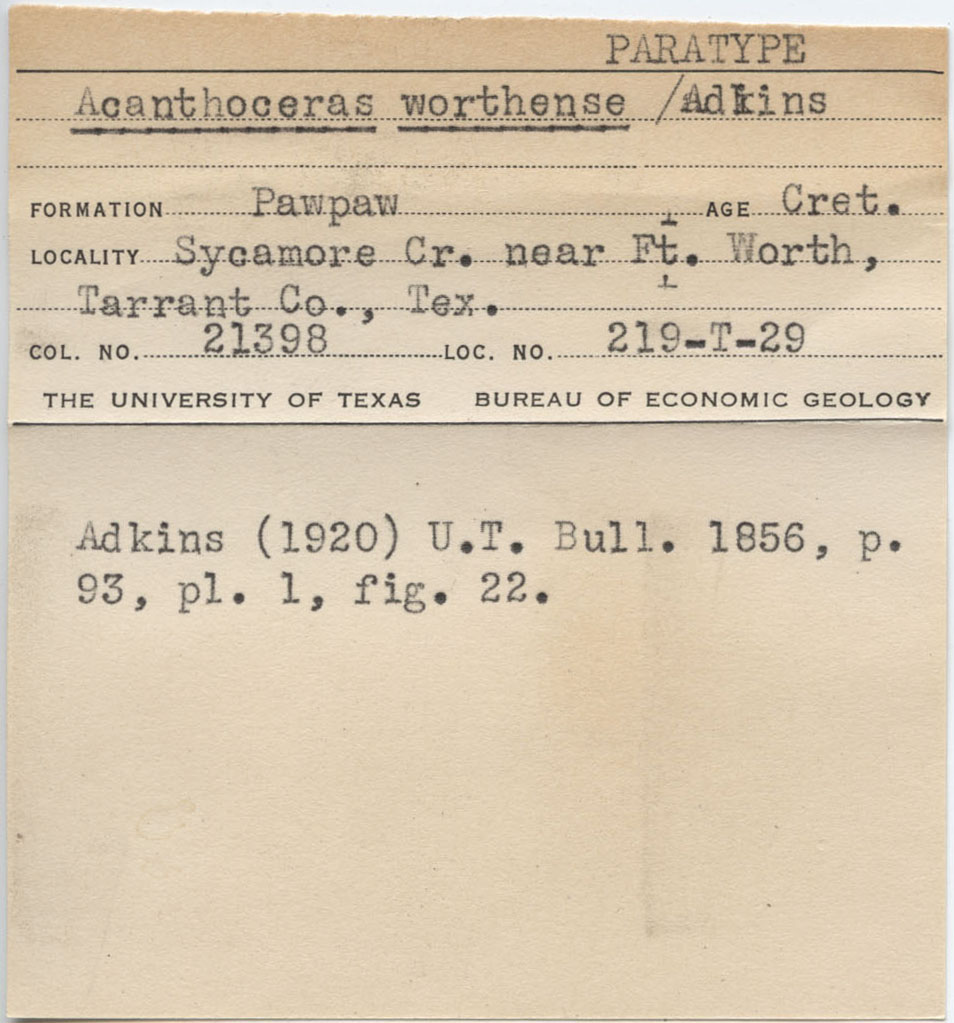 PARATYPE
Acanthoceras worthense /Adkins
FORMATION Pawpaw AGE Cret.
LOCALITY Sycamore Cr. near Ft. Worth,
Tarrant Co., Tex.
COL. NO. 21398 LOC. NO. 219-T-29
THE UNIVERSITY OF TEXAS BUREAU OF ECONOMIC GEOLOGY
Adkins (1920) U.T. Bull. 1856, p.
93, pl. 1, fig. 22.